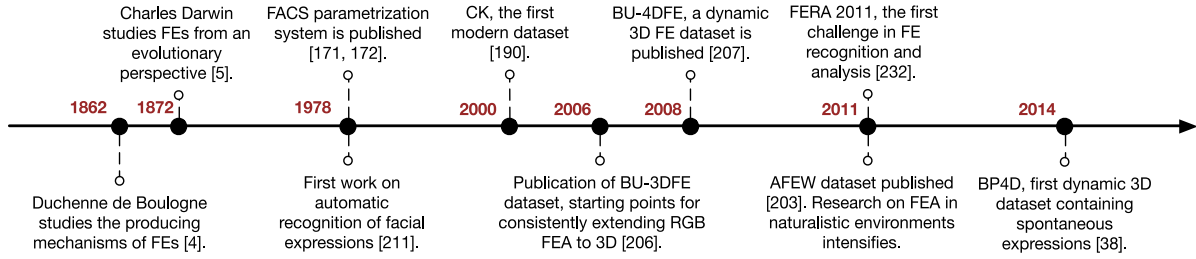 Charles Darwin
studies FEs from an
evolutionary
perspective [5].
FACS parametrization
system is published
[171, 172].
CK, the first
modern dataset
[190].
BU-4DFE, a dynamic
3D FE dataset is
published [207].
FERA 2011, the first
challenge in FE
recognition and
analysis [232].
1862
1872
1978
2000
2006
2008
2011
2014
Duchenne de Boulogne
studies the producing
mechanisms of FEs [4].
First work on
automatic
recognition of facial
expressions [211].
Publication of BU-3DFE
dataset, starting points for
consistently extending RGB
FEA to 3D [206].
AFEW dataset published
[203]. Research on FEA in
naturalistic environments
intensifies.
BP4D, first dynamic 3D
dataset containing
spontaneous
expressions [38].